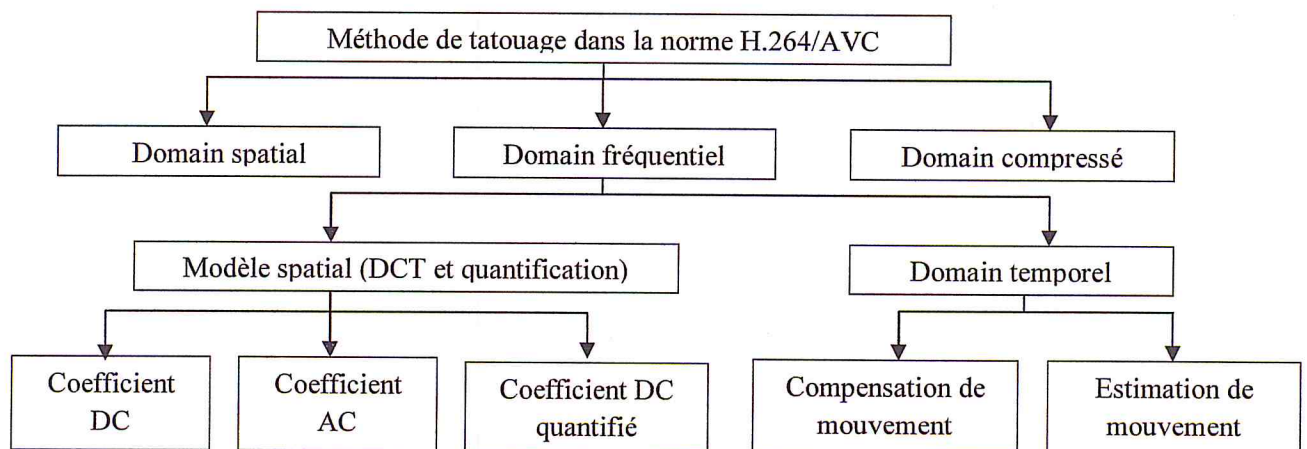 Méthode de tatouage dans la norme H.264/AVC
Domain spatial
Domain fréquentiel
Domain compressé
Modèle spatial (DCT et quantification)
Domain temporel
Coefficient
DC
Coefficient
AC
Coefficient DC
quantifié
Compensation de
mouvement
Estimation de
mouvement